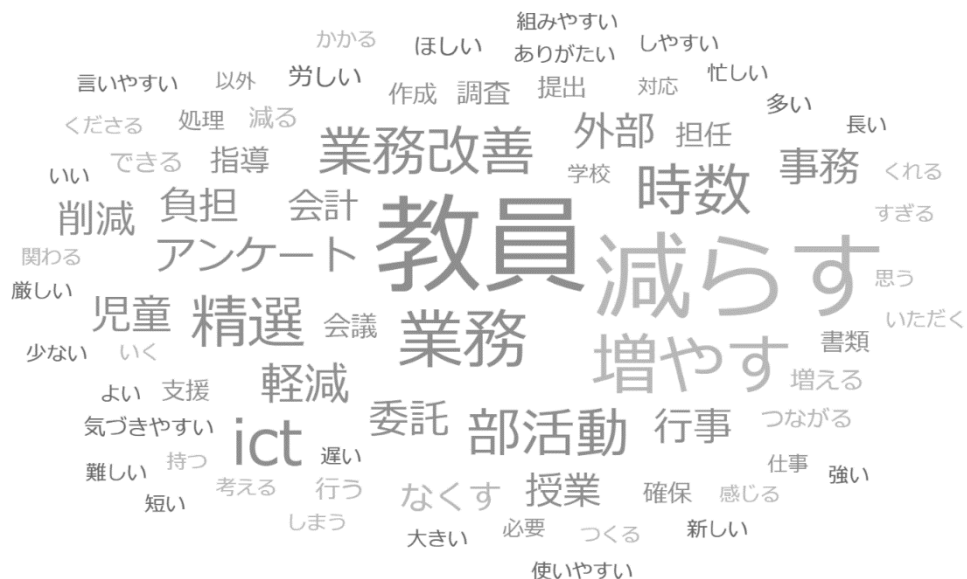 組みやすい
かかる ほしい ありがたい しやすい
言いやすい 以外 労しい 作成 調査 提出 対応 忙しい
くださる 処理 減る 業務改善 外部 担任 多い 長い
いい できる 指導 学校 時数 事務 くれる
削減 負担 会計 教員 すぎる
関わる アンケート 減らす 思う
厳しい 児童 精選 会議 業務 いただく
少ない いく 増やす 書類
よい 支援 軽減 増える
気づきやすい ict 委託 部活動 行事 つながる
難しい 持つ 遅い 仕事 強い
短い 考える 行う なくす 授業 確保 感じる
しまう 大きい 必要 つくる 新しい
使いやすい